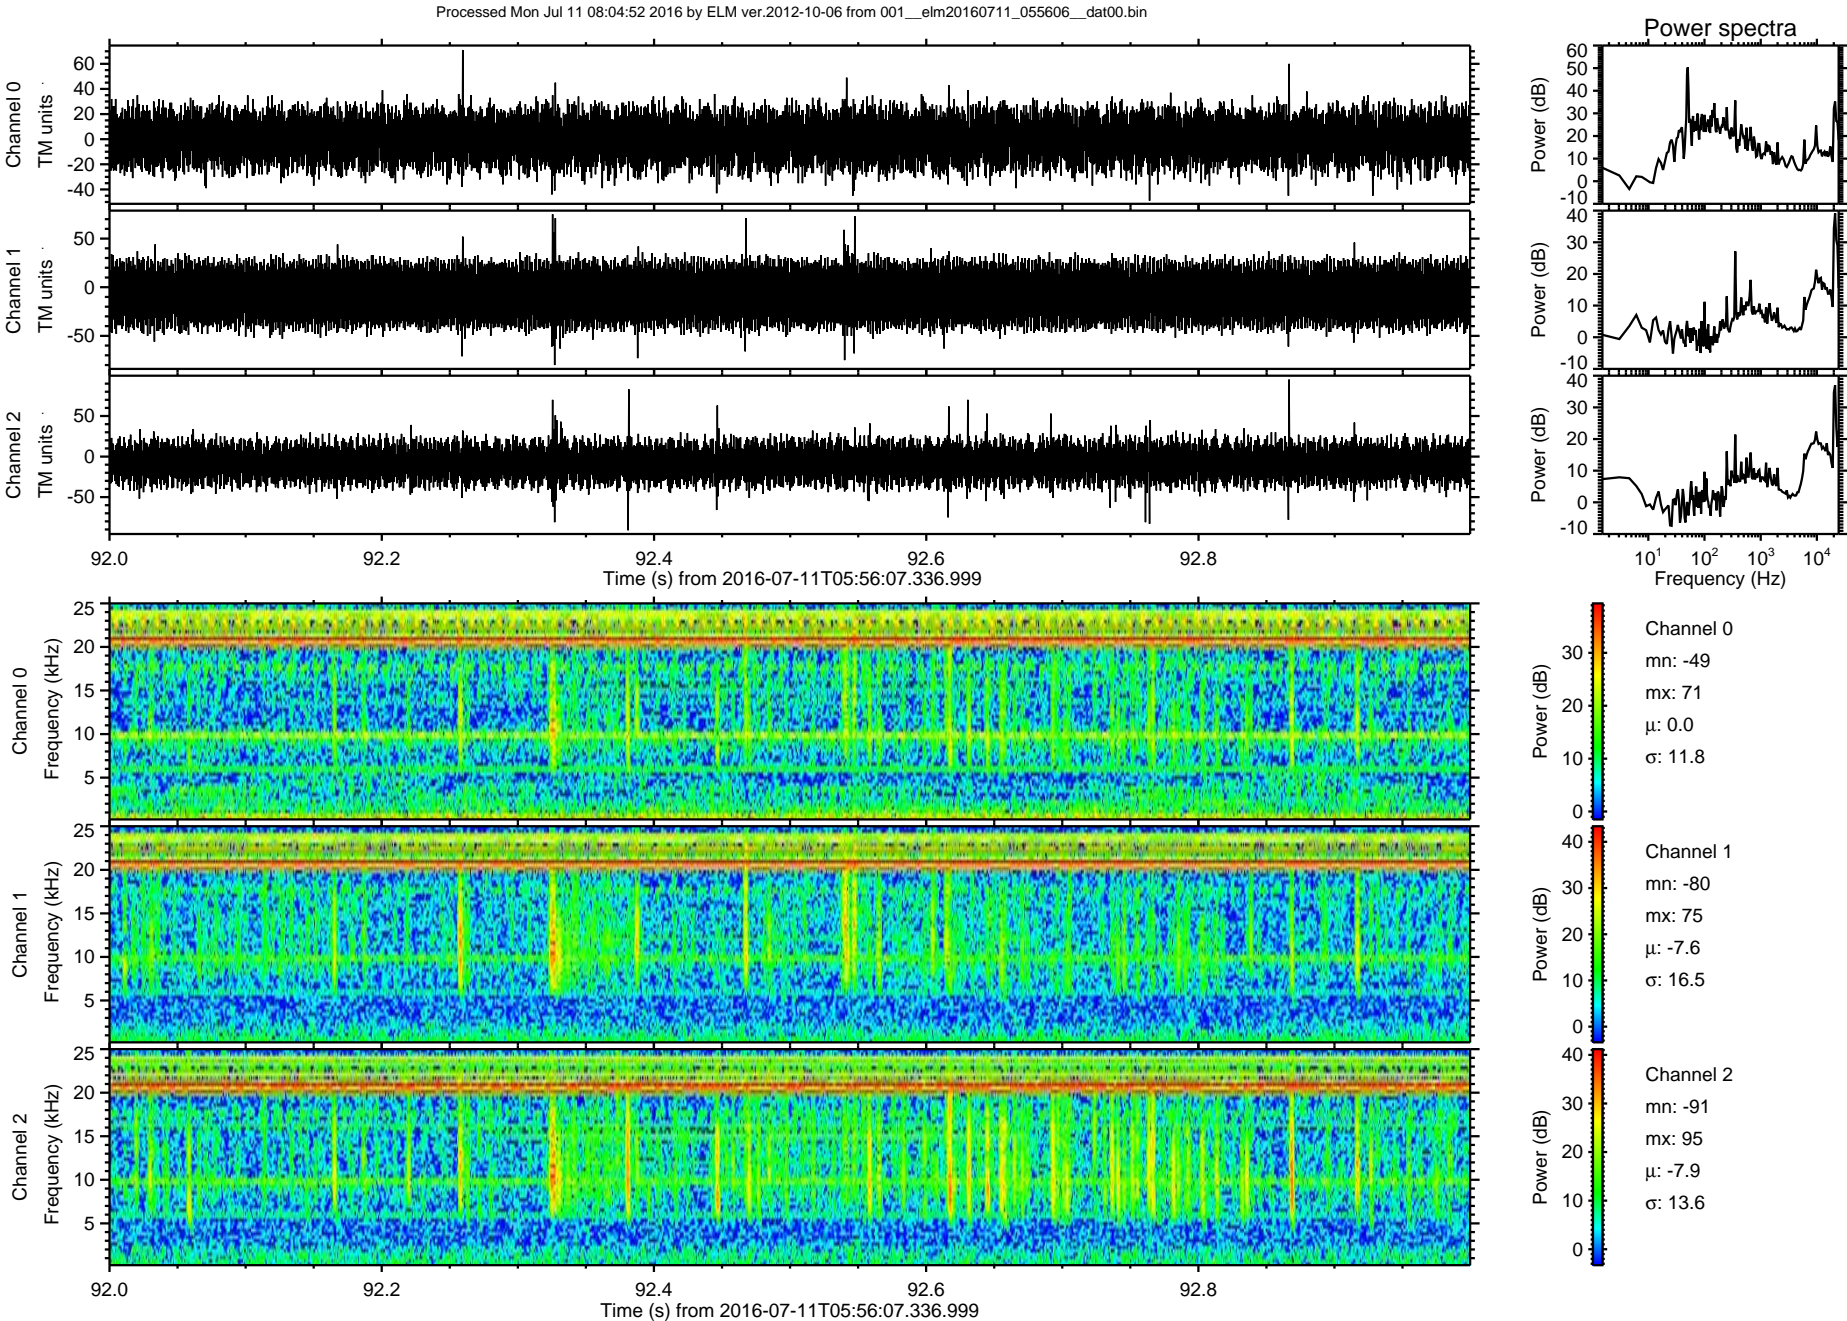 Processed Mon Jul 11 08:04:52 2016 by ELM ver.2012-10-06 from 001__elm20160711_055606__dat00.bin
Power spectra
Channel 0
TM units
60
40
20
0
-20
-40
Power (dB)
60
50
40
30
20
10
0
-10
Channel 1
TM units
50
0
-50
Power (dB)
40
30
20
10
0
-10
Channel 2
TM units
50
0
-50
Power (dB)
40
30
20
10
0
-10
92.0 92.2 92.4 92.6 92.8
Time (s) from 2016-07-11T05:56:07.336.999
10^1 10^2 10^3 10^4
Frequency (Hz)
Channel 0
Frequency (kHz)
25
20
15
10
5
Power (dB)
30
20
10
0
Channel 0
mn: -49
mx: 71
μ: 0.0
σ: 11.8
Channel 1
Frequency (kHz)
25
20
15
10
5
Power (dB)
40
30
20
10
0
Channel 1
mn: -80
mx: 75
μ: -7.6
σ: 16.5
Channel 2
Frequency (kHz)
25
20
15
10
5
Power (dB)
40
30
20
10
0
Channel 2
mn: -91
mx: 95
μ: -7.9
σ: 13.6
92.0 92.2 92.4 92.6 92.8
Time (s) from 2016-07-11T05:56:07.336.999